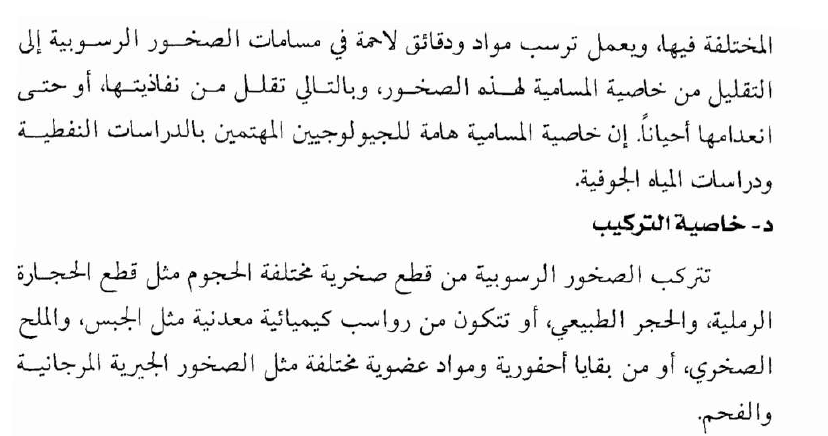 المختلفة فيها، ويعمل ترسب مواد ودقائق لاحمة في مسامات الصخور الرسوبية إلى
التقليل من خاصية المسامية لهذه الصخور، وبالتالي تقلل من نفاذيتها، أو حتى
انعدامها أحياناً. إن خاصية المسامية هامة للجيولوجيين المهتمين بالدراسات النفطية
ودراسات المياه الجوفية.
د- خاصية التركيب
تتركب الصخور الرسوبية من قطع صخرية مختلفة الحجوم مثل قطع الحجارة
الرملية، والحجر الطبيعي، أو تتكون من رواسب كيميائية معدنية مثل الجبس، والملح
الصخري، أو من بقايا أحفورية ومواد عضوية مختلفة مثل الصخور الجيرية المرجانية
والفحم.